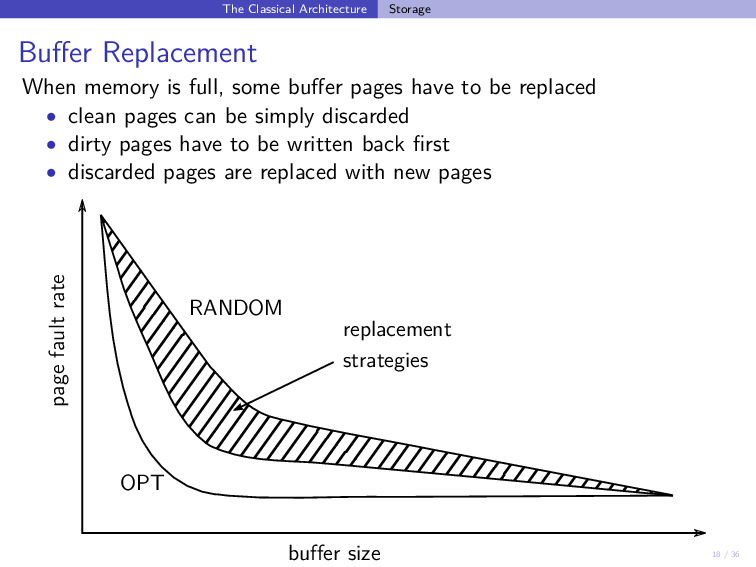 The Classical Architecture Storage
Buffer Replacement
When memory is full, some buffer pages have to be replaced
• clean pages can be simply discarded
• dirty pages have to be written back first
• discarded pages are replaced with new pages
page fault rate
RANDOM
replacement
strategies
OPT
buffer size
18 / 36